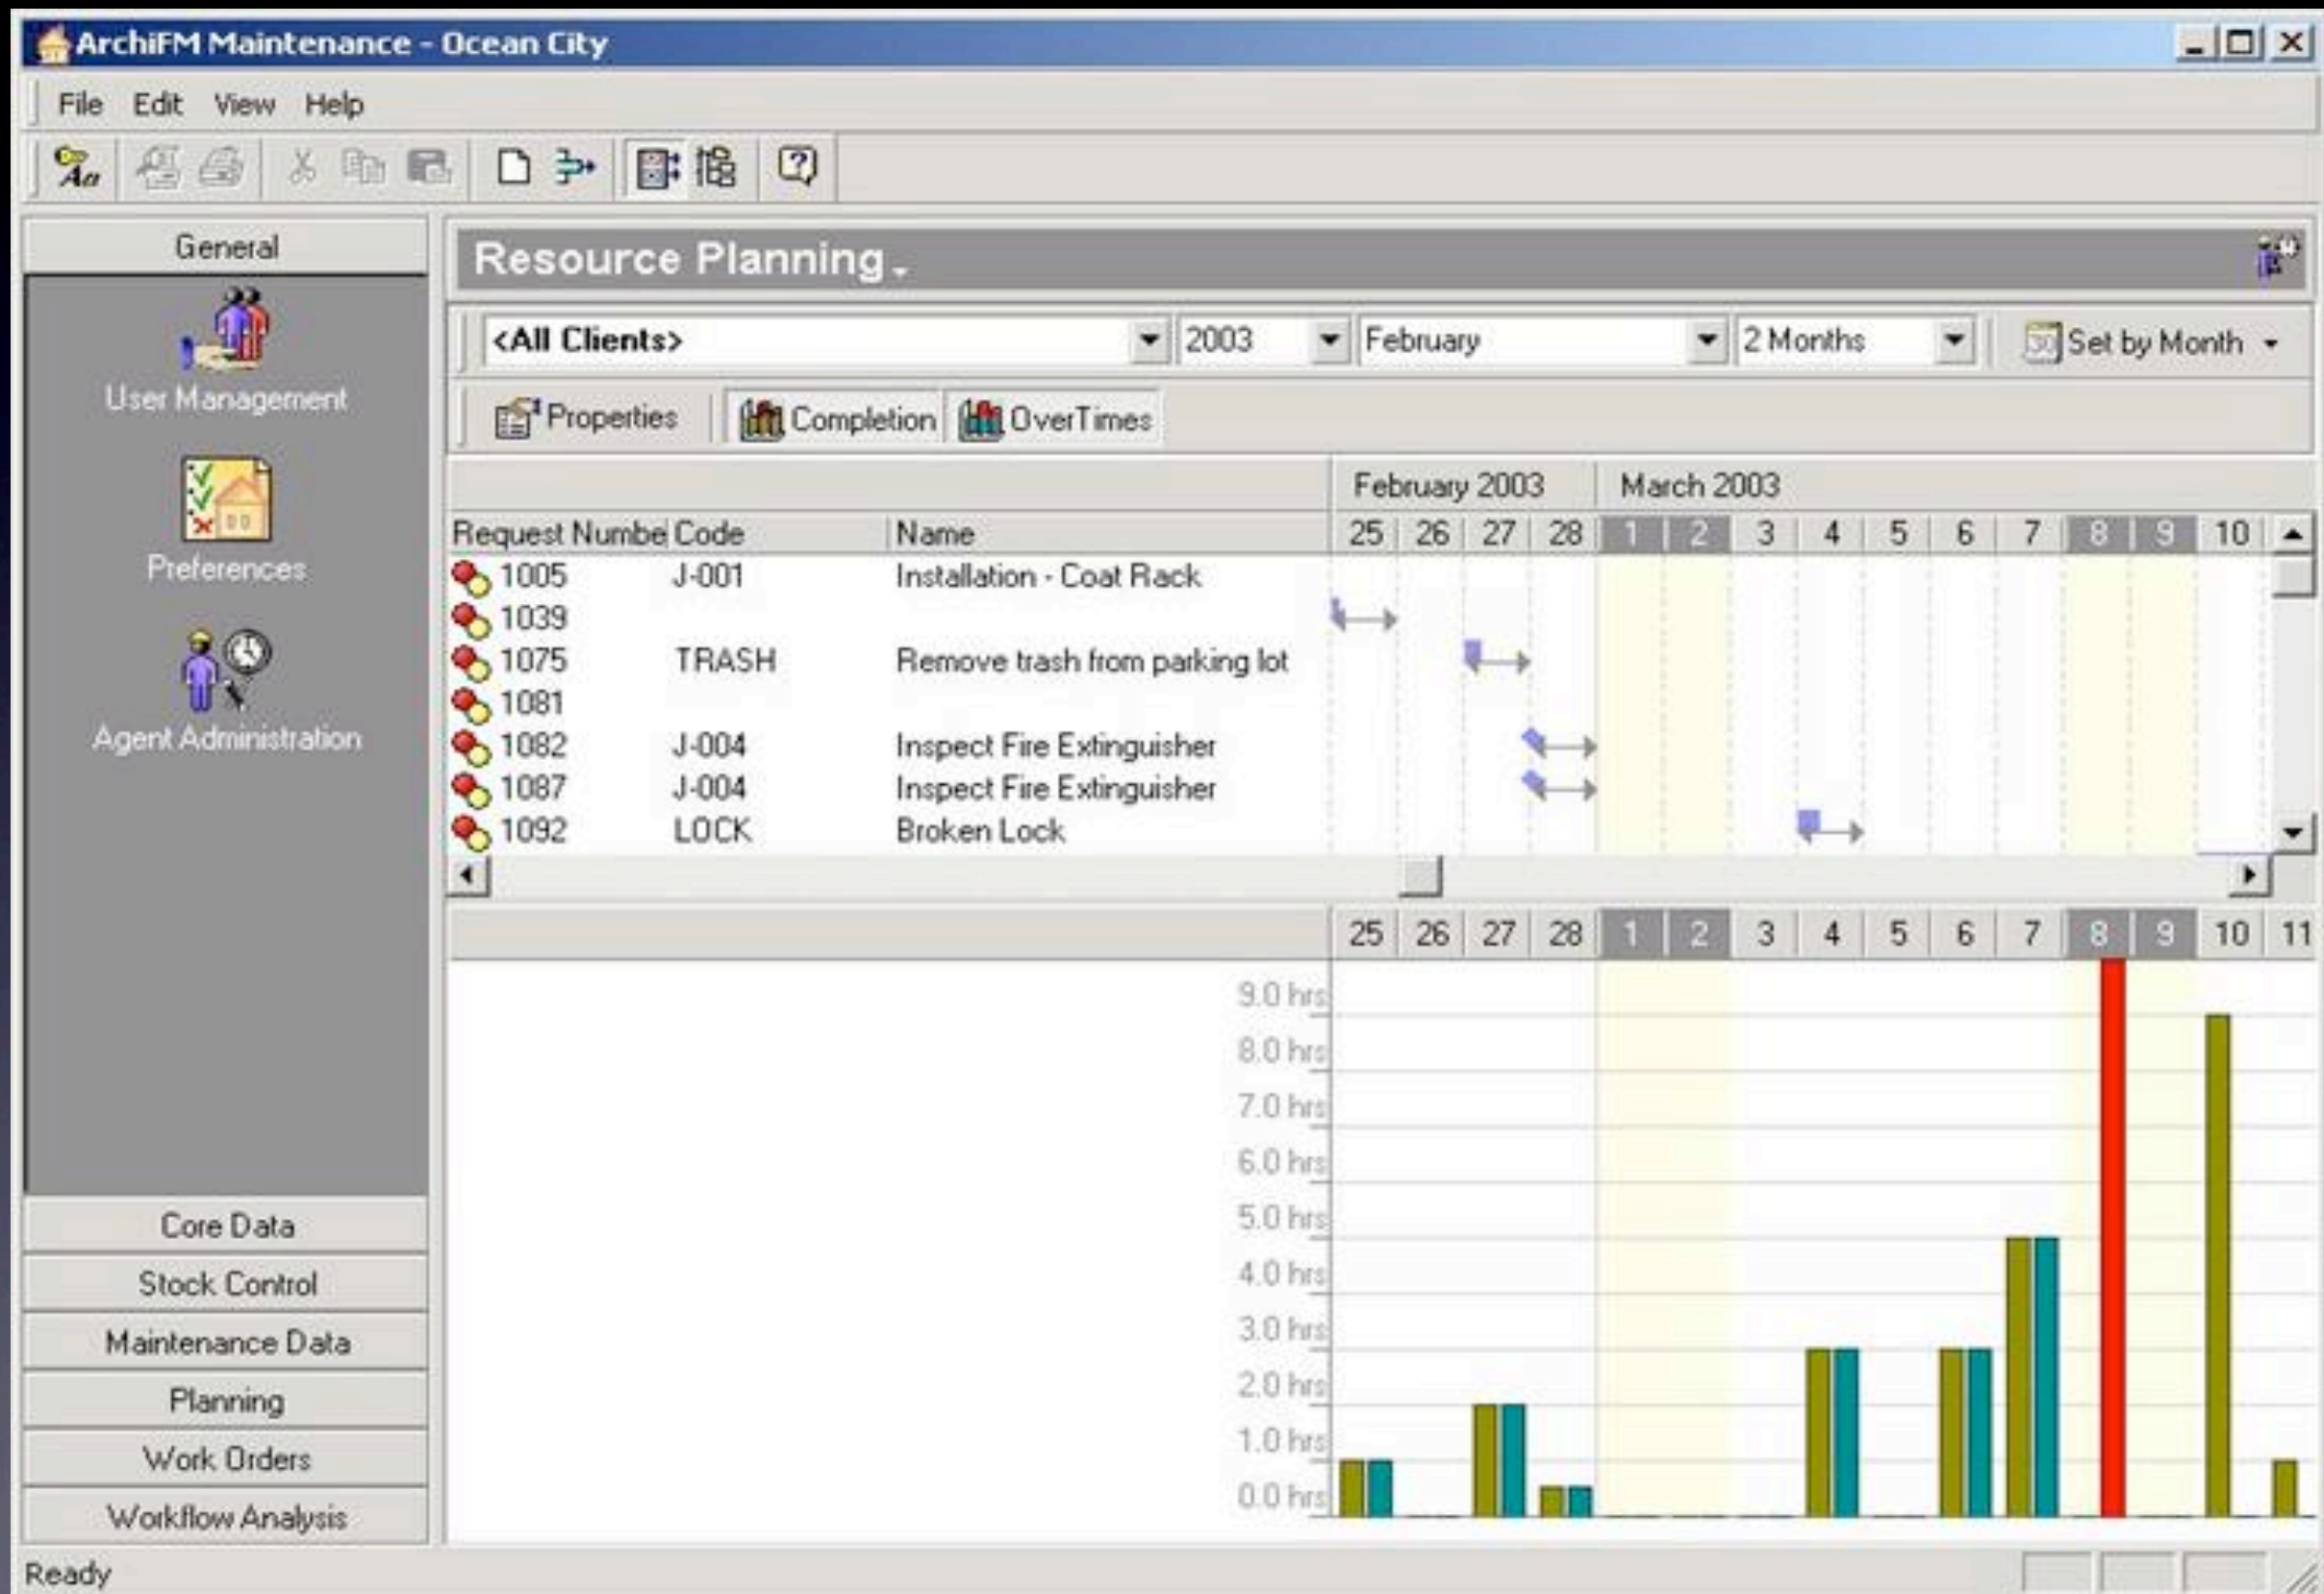 ArchiFM Maintenance - Ocean City
File Edit View Help
General
User Management
Preferences
Agent Administration
Core Data
Stock Control
Maintenance Data
Planning
Work Orders
Workflow Analysis
Resource Planning
<All Clients> 2003 February 2 Months Set by Month
Properties Completion OverTimes
February 2003 March 2003
Request Numbe Code Name 25 26 27 28 1 2 3 4 5 6 7 8 9 10
1005 J-001 Installation - Coat Rack
1039
1075 TRASH Remove trash from parking lot
1081
1082 J-004 Inspect Fire Extinguisher
1087 J-004 Inspect Fire Extinguisher
1092 LOCK Broken Lock
25 26 27 28 1 2 3 4 5 6 7 8 9 10 11
9.0 hrs
8.0 hrs
7.0 hrs
6.0 hrs
5.0 hrs
4.0 hrs
3.0 hrs
2.0 hrs
1.0 hrs
0.0 hrs
Ready